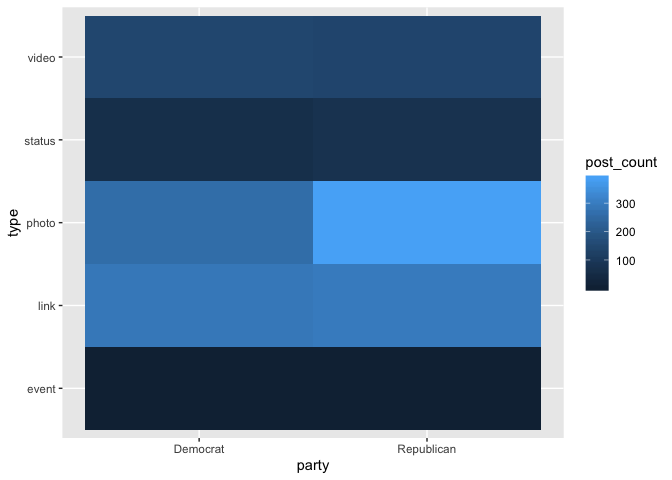 video
status
photo
link
event
type
Democrat
Republican
party
post_count
300
200
100